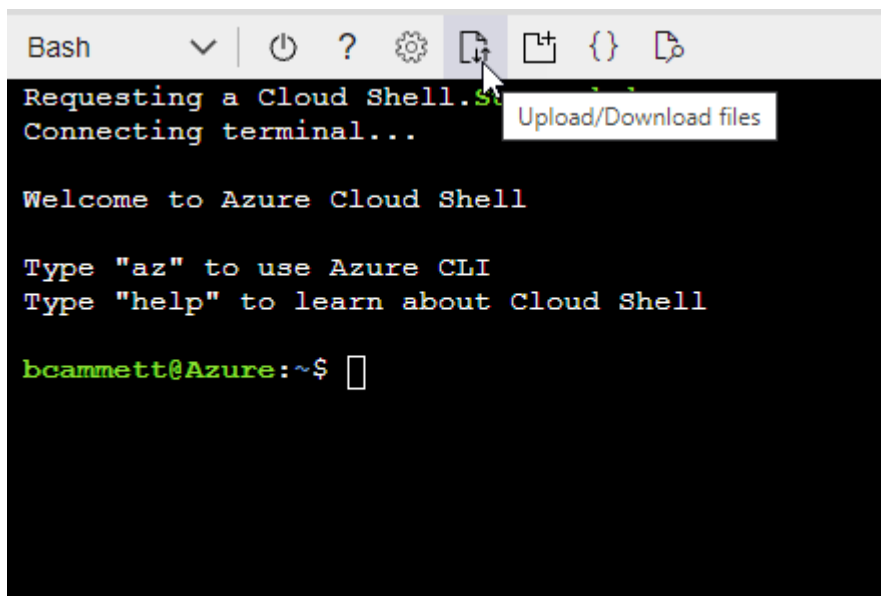 Bash
?
{}
Requesting a Cloud Shell.
Upload/Download files
Connecting terminal...
Welcome to Azure Cloud Shell
Type "az" to use Azure CLI
Type "help" to learn about Cloud Shell
bcammett@Azure:~$